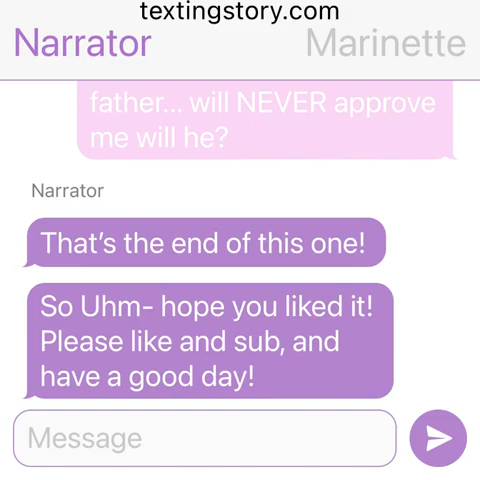 textingstory.com
Narrator Marinette
father... will NEVER approve
me will he?
Narrator
That’s the end of this one!
So Uhm- hope you liked it!
Please like and sub, and
have a good day!
Message